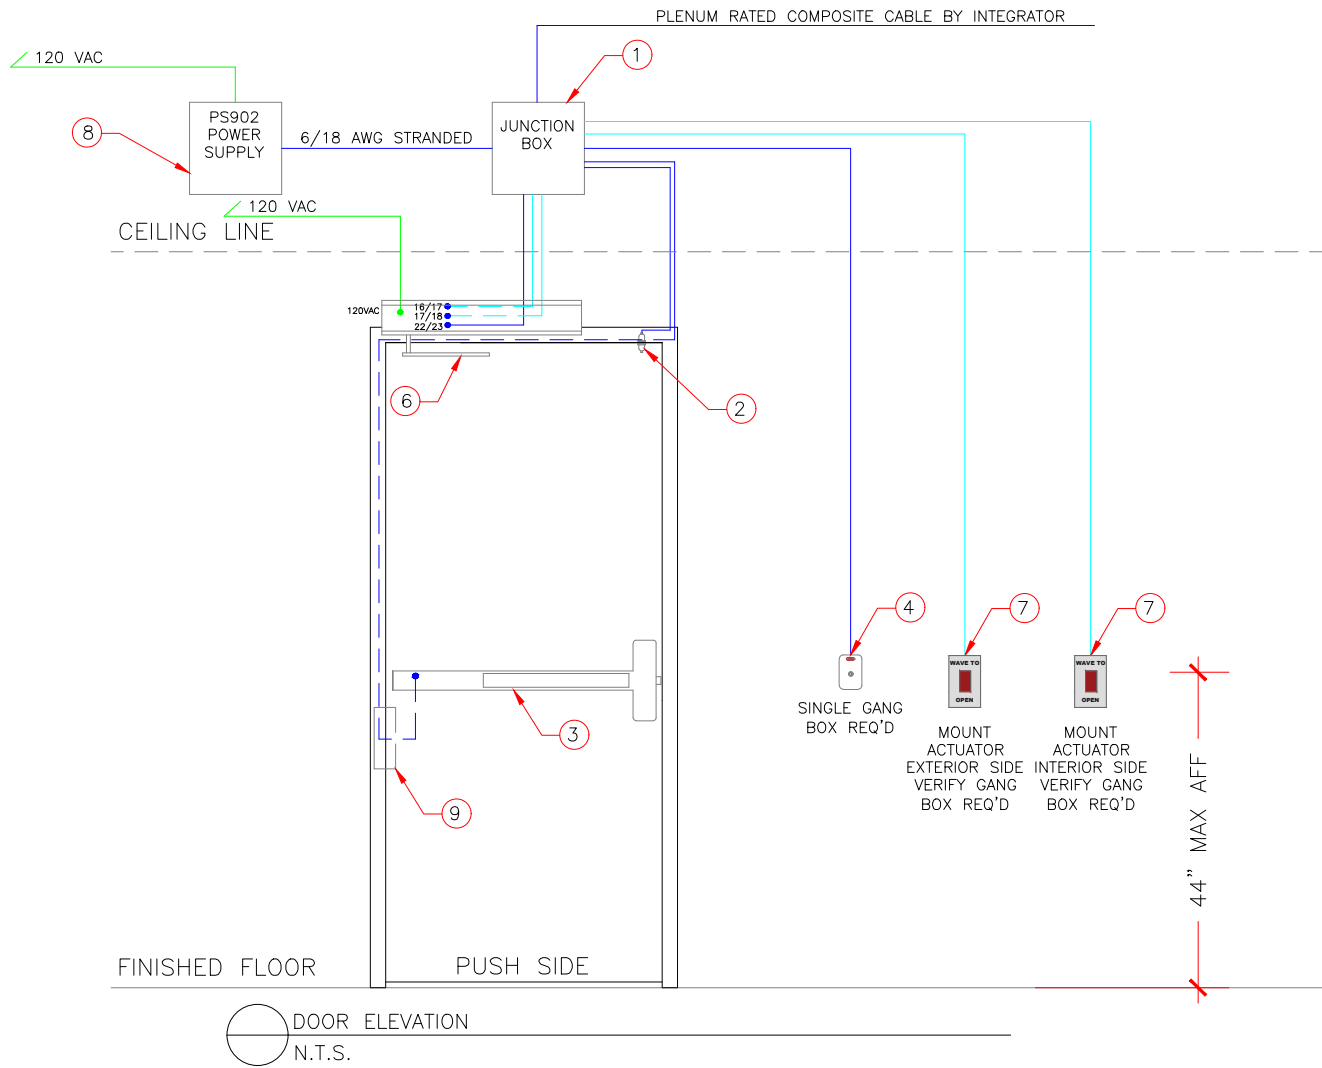 PLENUM RATED COMPOSITE CABLE BY INTEGRATOR
120 VAC
1
PS902
POWER
SUPPLY
8
6/18 AWG STRANDED
JUNCTION
BOX
120 VAC
CEILING LINE
120VAC
16/17
17/18
22/23
6
2
4
7
7
WAVE TO
OPEN
WAVE TO
OPEN
SINGLE GANG
BOX REQ'D
3
MOUNT
ACTUATOR
EXTERIOR SIDE
VERIFY GANG
BOX REQ'D
MOUNT
ACTUATOR
INTERIOR SIDE
VERIFY GANG
BOX REQ'D
9
44" MAX AFF
FINISHED FLOOR
PUSH SIDE
DOOR ELEVATION
N.T.S.